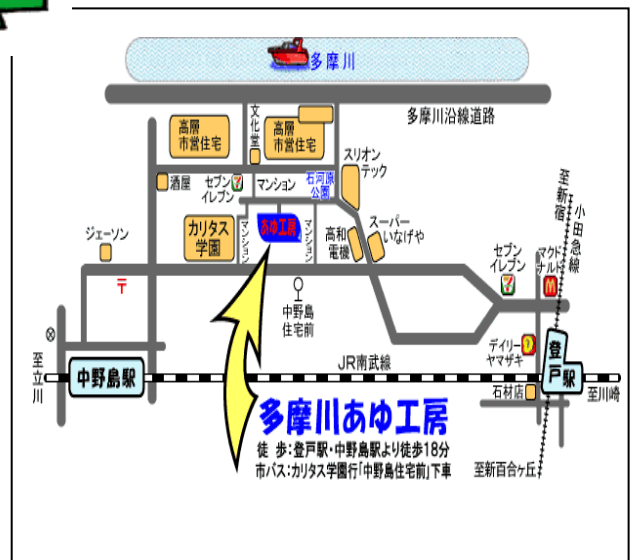 多摩川
多摩川沿線道路
高層
市営住宅
文化堂
高層
市営住宅
スリオン
テック
酒屋
セブン
イレブン
7
マンション
石河原
公園
至新宿
小田急線
ジェーソン
カリタス
学園
マンション
あゆ工房
マンション
高和
電機
スーパー
いなげや
セブン
イレブン
7
マクド
ナルド
M
〒
中野島
住宅前
デイリー
ヤマザキ
登戸駅
至立川
中野島駅
JR南武線
石材店
至川崎
多摩川あゆ工房
徒 歩:登戸駅・中野島駅より徒歩18分
市バス:カリタス学園行「中野島住宅前」下車
至新百合ヶ丘